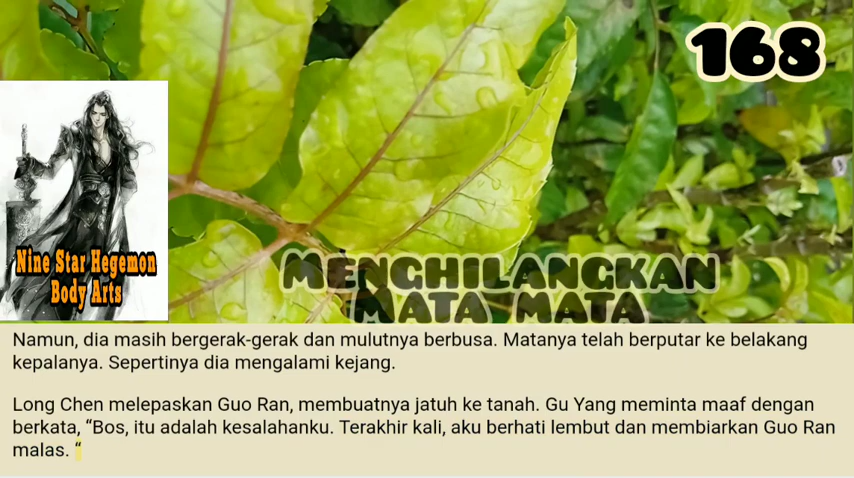 168
Nine Star Hegemon
Body Arts
MENGHILANGKAN
MATA MATA
Namun, dia masih bergerak-gerak dan mulutnya berbusa. Matanya telah berputar ke belakang
kepalanya. Sepertinya dia mengalami kejang.
Long Chen melepaskan Guo Ran, membuatnya jatuh ke tanah. Gu Yang meminta maaf dengan
berkata, “Bos, itu adalah kesalahanku. Terakhir kali, aku berhati lembut dan membiarkan Guo Ran
malas. “